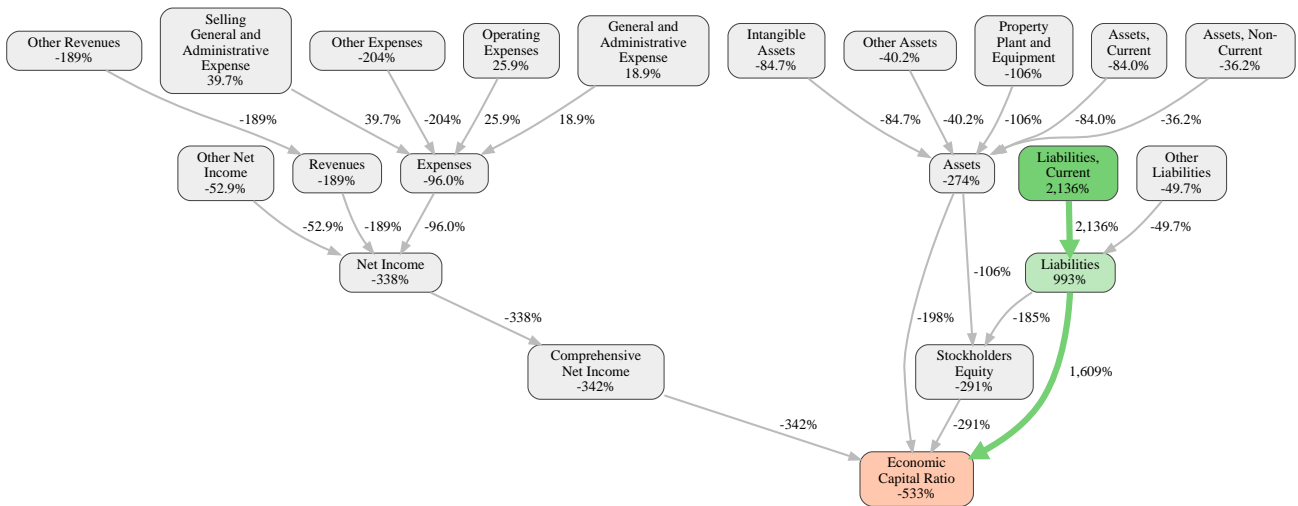 Other Revenues
-189%
Selling
General and
Administrative
Expense
39.7%
Other Expenses
-204%
Operating
Expenses
25.9%
General and
Administrative
Expense
18.9%
Intangible
Assets
-84.7%
Other Assets
-40.2%
Property
Plant and
Equipment
-106%
Assets,
Current
-84.0%
Assets, Non-
Current
-36.2%
-189%
39.7%
-204%
25.9%
18.9%
-84.7%
-40.2%
-106%
-84.0%
-36.2%
Other Net
Income
-52.9%
Revenues
-189%
Expenses
-96.0%
Assets
-274%
Liabilities,
Current
2,136%
Other
Liabilities
-49.7%
-52.9%
-189%
-96.0%
2,136%
-49.7%
Net Income
-338%
-106%
Liabilities
993%
-338%
-198%
-185%
Comprehensive
Net Income
-342%
Stockholders
Equity
-291%
1,609%
-342%
-291%
Economic
Capital Ratio
-533%